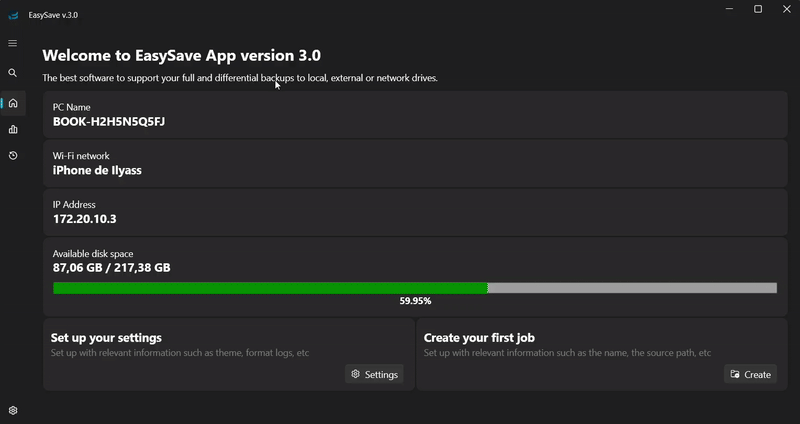 EasySave v.3.0
Welcome to EasySave App version 3.0
The best software to support your full and differential backups to local, external or network drives.
PC Name
BOOK-H2H5N5Q5FJ
Wi-Fi network
iPhone de Ilyass
IP Address
172.20.10.3
Available disk space
87,06 GB / 217,38 GB
59.95%
Set up your settings
Set up with relevant information such as theme, format logs, etc
Settings
Create your first job
Set up with relevant information such as the name, the source path, etc
Create